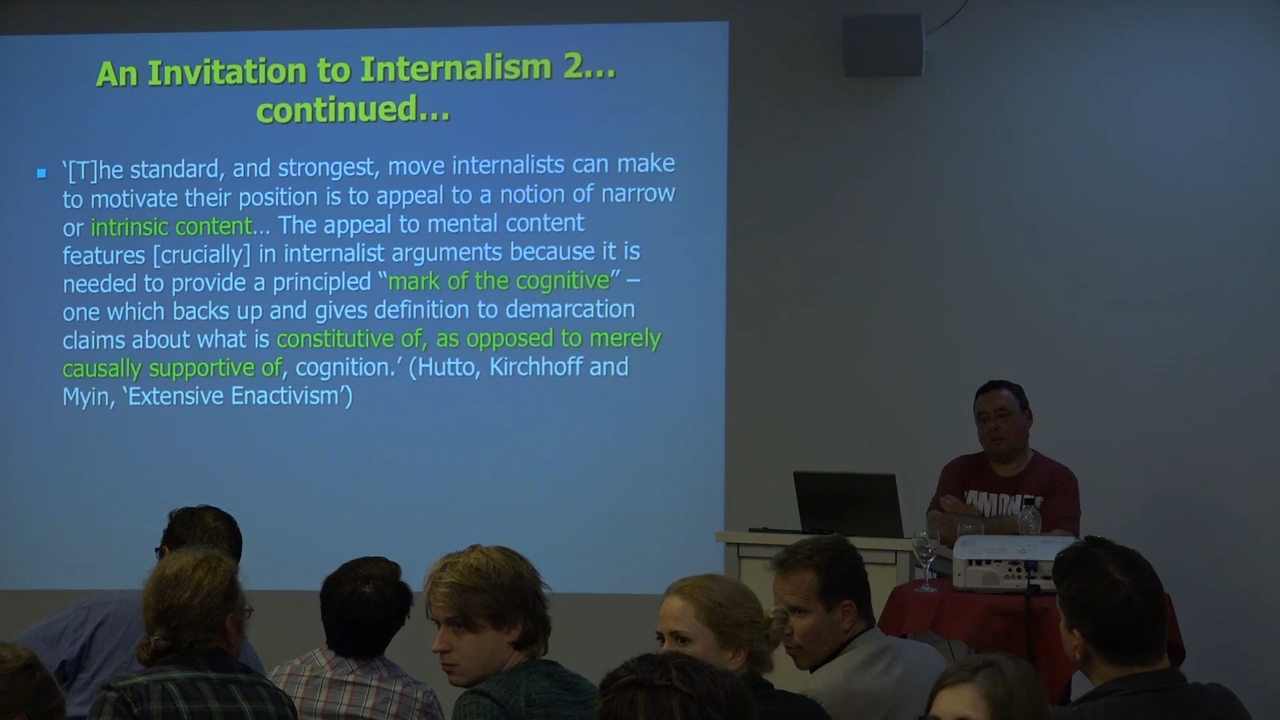 An Invitation to Internalism 2...
continued...
‘[T]he standard, and strongest, move internalists can make
to motivate their position is to appeal to a notion of narrow
or intrinsic content... The appeal to mental content
features [crucially] in internalist arguments because it is
needed to provide a principled “mark of the cognitive” –
one which backs up and gives definition to demarcation
claims about what is constitutive of, as opposed to merely
causally supportive of, cognition.’ (Hutto, Kirchhoff and
Myin, ‘Extensive Enactivism’)